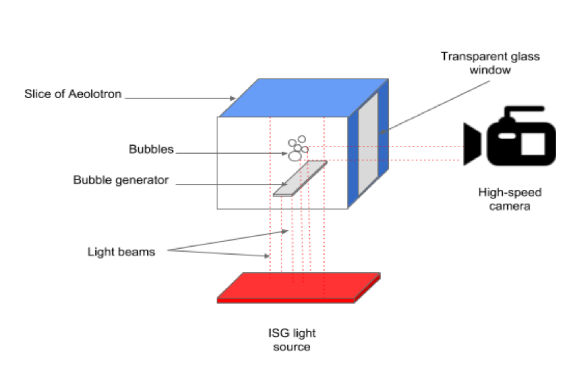 Transparent glass
window
Slice of Aeolotron
Bubbles
Bubble generator
High-speed
camera
Light beams
ISG light
source